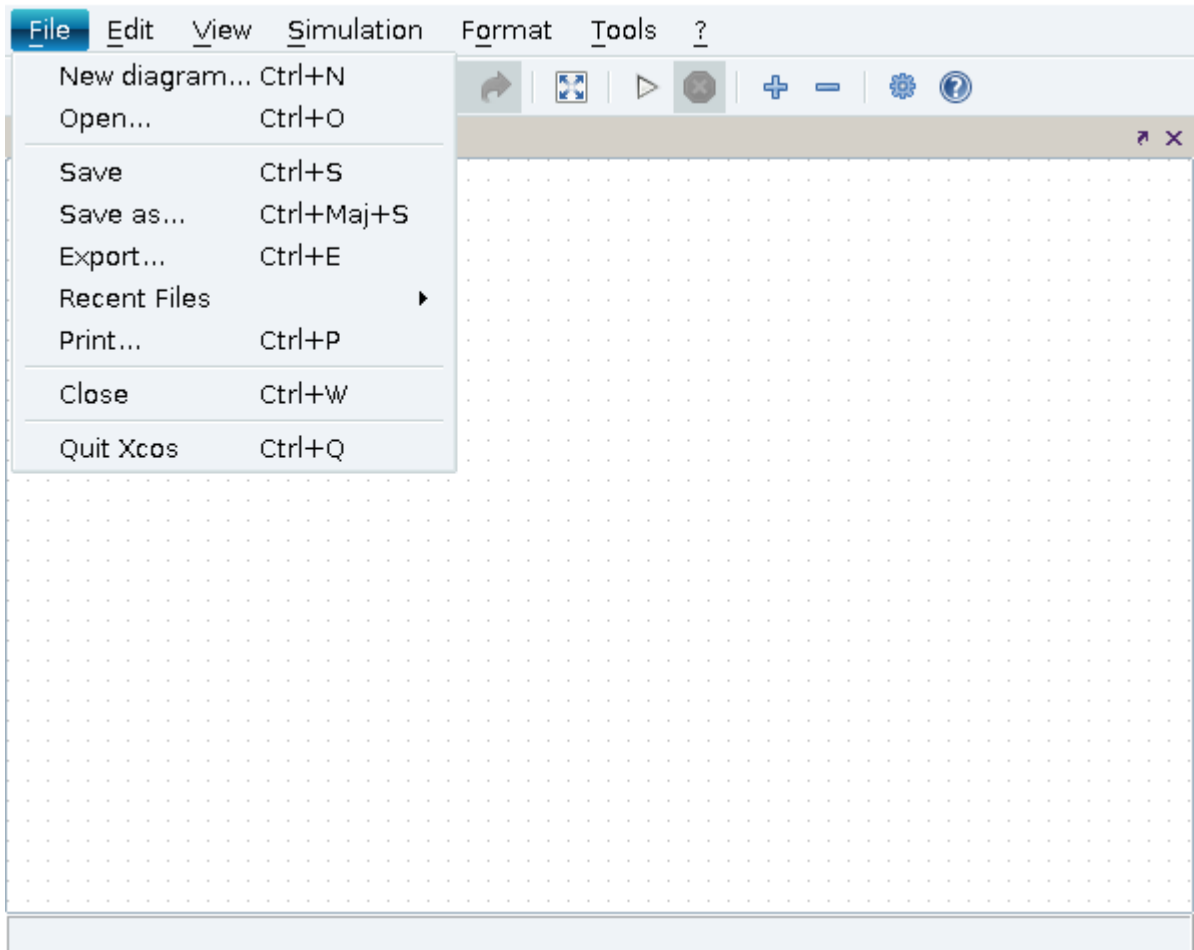 File Edit View Simulation Format Tools ?
New diagram... Ctrl+N
Open... Ctrl+O
Save Ctrl+S
Save as... Ctrl+Maj+S
Export... Ctrl+E
Recent Files
Print... Ctrl+P
Close Ctrl+W
Quit Xcos Ctrl+Q